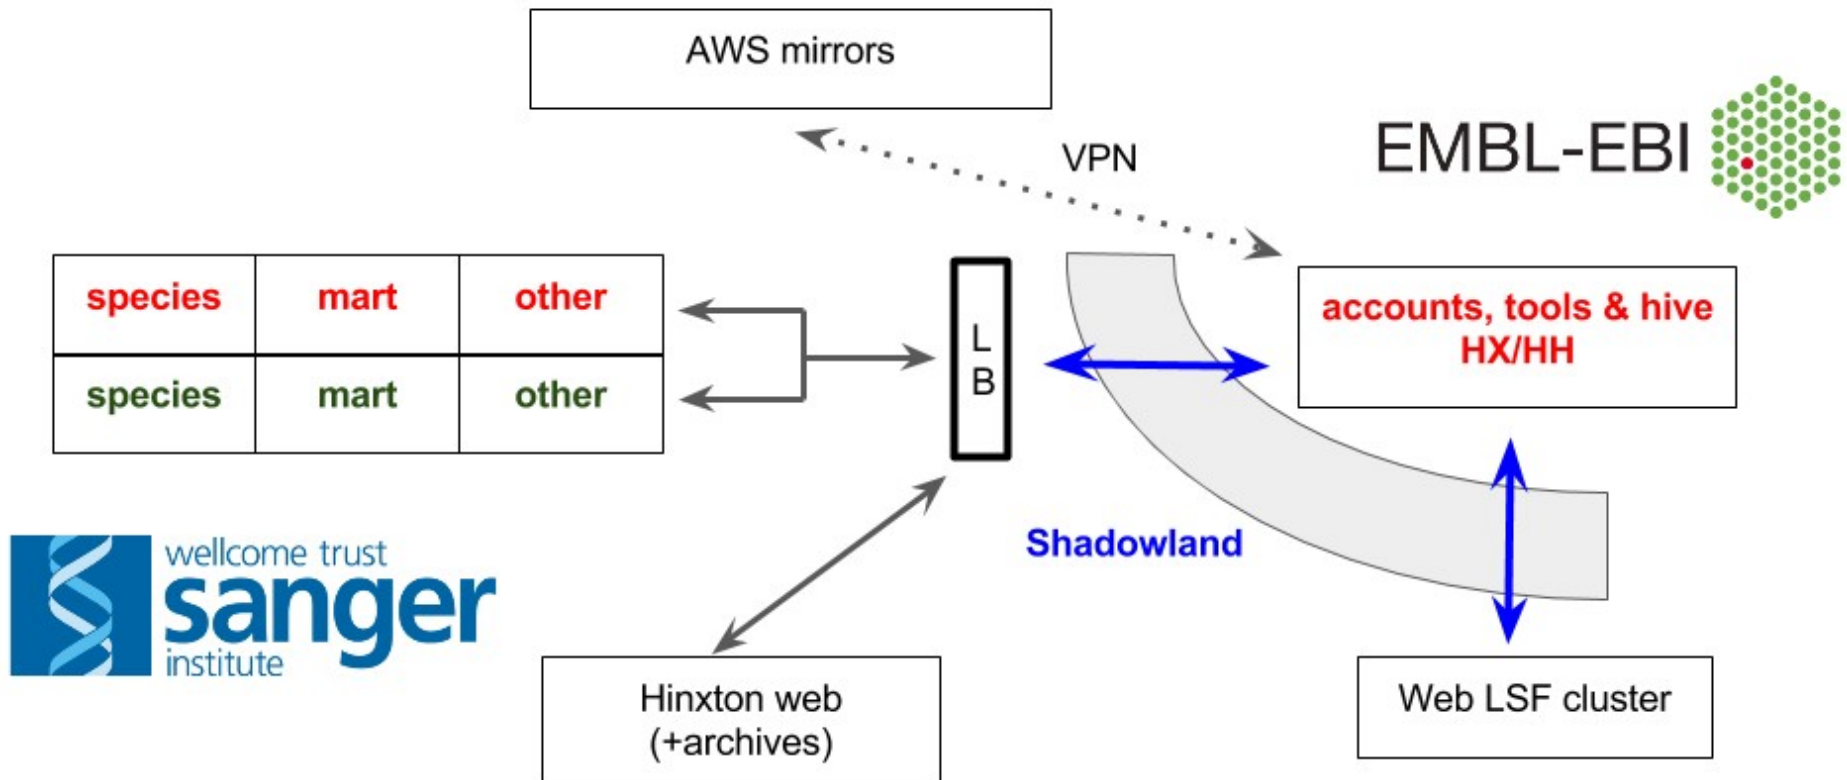 AWS mirrors
VPN
EMBL-EBI
species mart other
species mart other
L
B
accounts, tools & hive
HX/HH
Shadowland
wellcome trust
sanger
institute
Hinxton web
(+archives)
Web LSF cluster